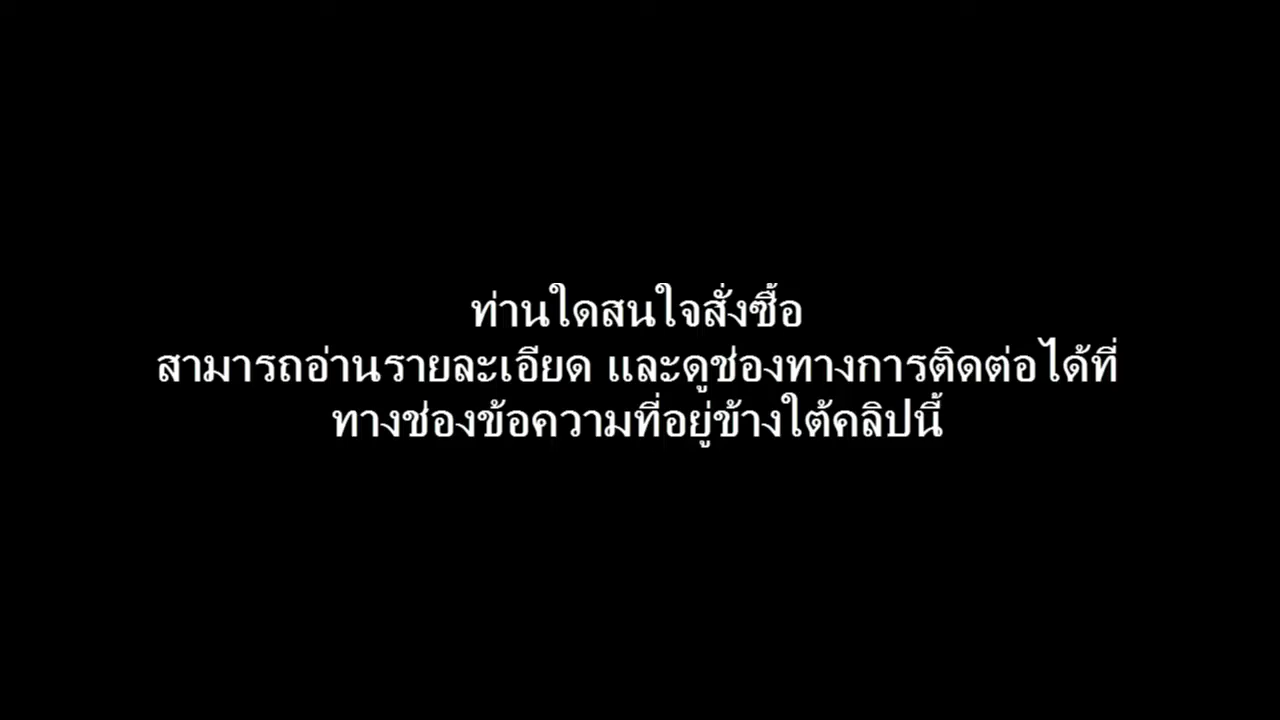 ท่านใดสนใจสั่งซื้อ
สามารถอ่านรายละเอียด และดูช่องทางการติดต่อได้ที่
ทางช่องข้อความที่อยู่ข้างใต้คลิปนี้